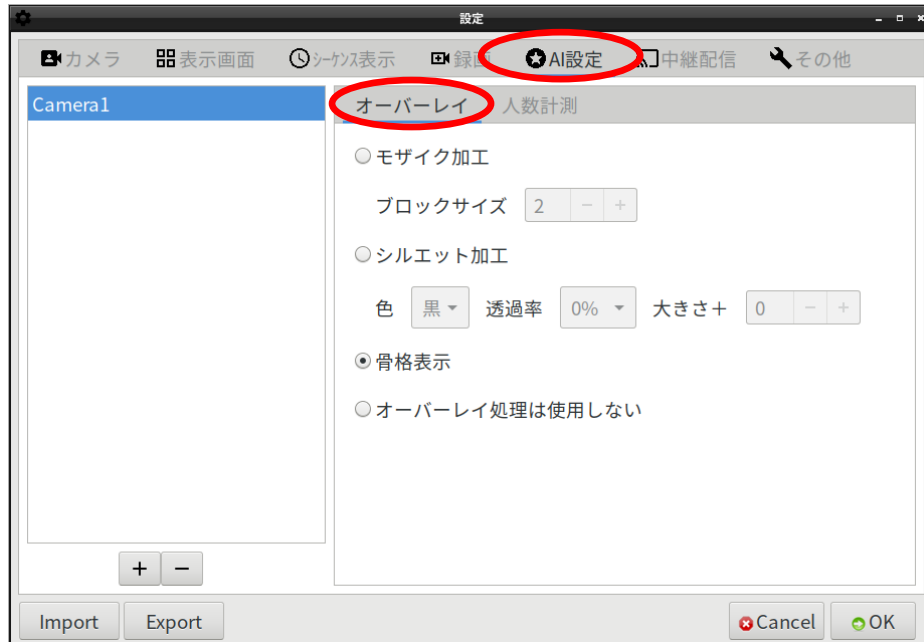 設定
カメラ 表示画面 シーケンス表示 録画 AI設定 中継配信 その他
Camera1
オーバーレイ 人数計測
モザイク加工
ブロックサイズ 2 － ＋
シルエット加工
色 黒 透過率 0% 大きさ＋ 0 － ＋
骨格表示
オーバーレイ処理は使用しない
＋ －
Import Export Cancel OK